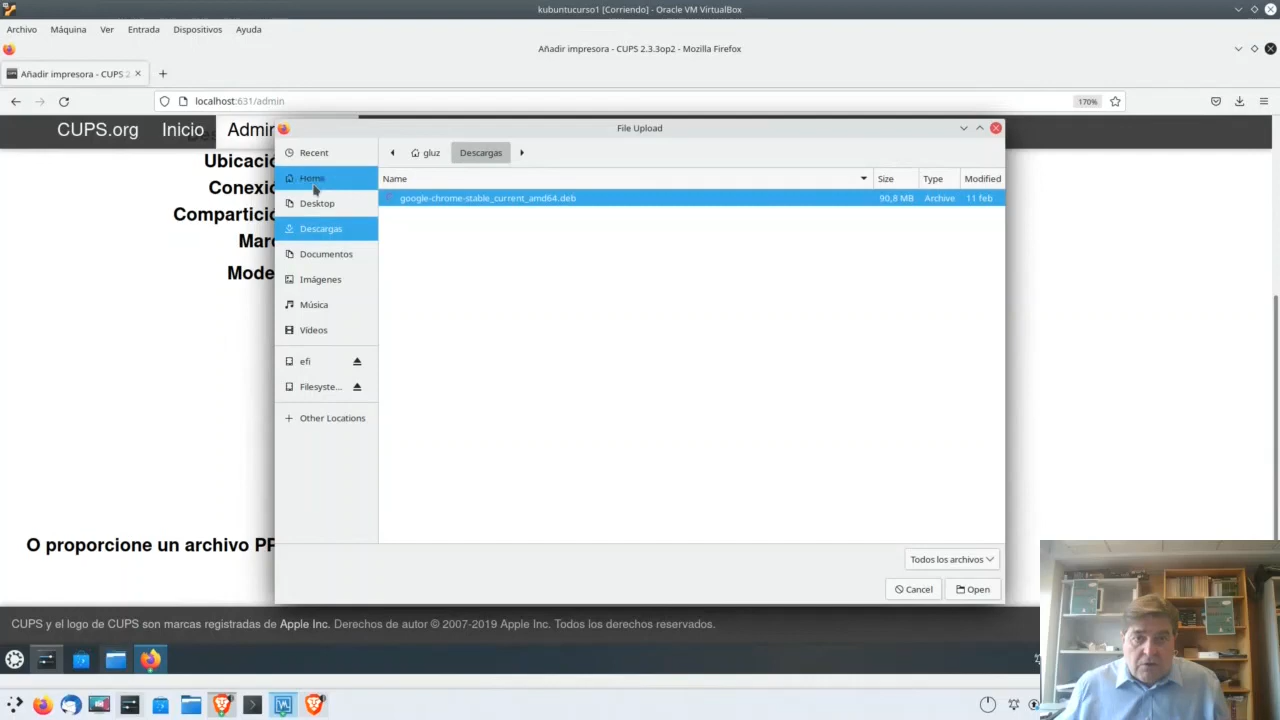 kubuntucurso1 [Corriendo] - Oracle VM VirtualBox
Archivo Máquina Ver Entrada Dispositivos Ayuda
Añadir impresora - CUPS 2.3.3op2 - Mozilla Firefox
Añadir impresora - CUPS 2
localhost:631/admin
170%
CUPS.org Inicio Admin
File Upload
Recent
gluz Descargas
Home
Name Size Type Modified
Desktop
google-chrome-stable_current_amd64.deb 90,8 MB Archive 11 feb
Descargas
Documentos
Imágenes
Música
Vídeos
efi
Filesyste...
Other Locations
Ubicació
Conexió
Compartició
Marc
Mode
O proporcione un archivo PP
Todos los archivos
Cancel Open
CUPS y el logo de CUPS son marcas registradas de Apple Inc. Derechos de autor © 2007-2019 Apple Inc. Todos los derechos reservados.